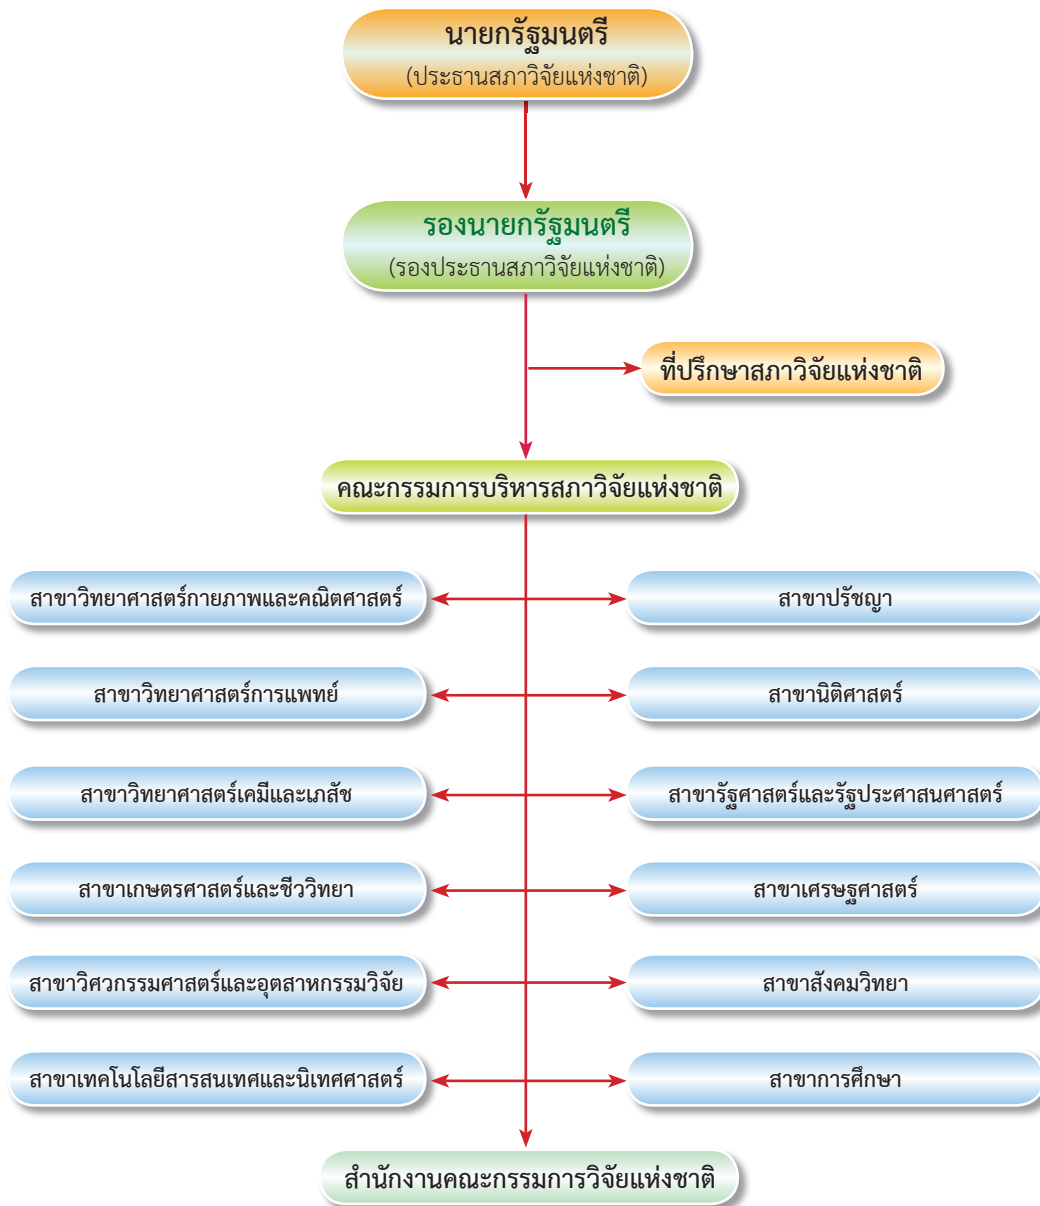 นายกรัฐมนตรี
(ประธานสภาวิจัยแห่งชาติ)
รองนายกรัฐมนตรี
(รองประธานสภาวิจัยแห่งชาติ)
ที่ปรึกษาสภาวิจัยแห่งชาติ
คณะกรรมการบริหารสภาวิจัยแห่งชาติ
สาขาวิทยาศาสตร์กายภาพและคณิตศาสตร์
สาขาปรัชญา
สาขาวิทยาศาสตร์การแพทย์
สาขานิติศาสตร์
สาขาวิทยาศาสตร์เคมีและเภสัช
สาขารัฐศาสตร์และรัฐประศาสนศาสตร์
สาขาเกษตรศาสตร์และชีววิทยา
สาขาเศรษฐศาสตร์
สาขาวิศวกรรมศาสตร์และอุตสาหกรรมวิจัย
สาขาสังคมวิทยา
สาขาเทคโนโลยีสารสนเทศและนิเทศศาสตร์
สาขาการศึกษา
สำนักงานคณะกรรมการวิจัยแห่งชาติ